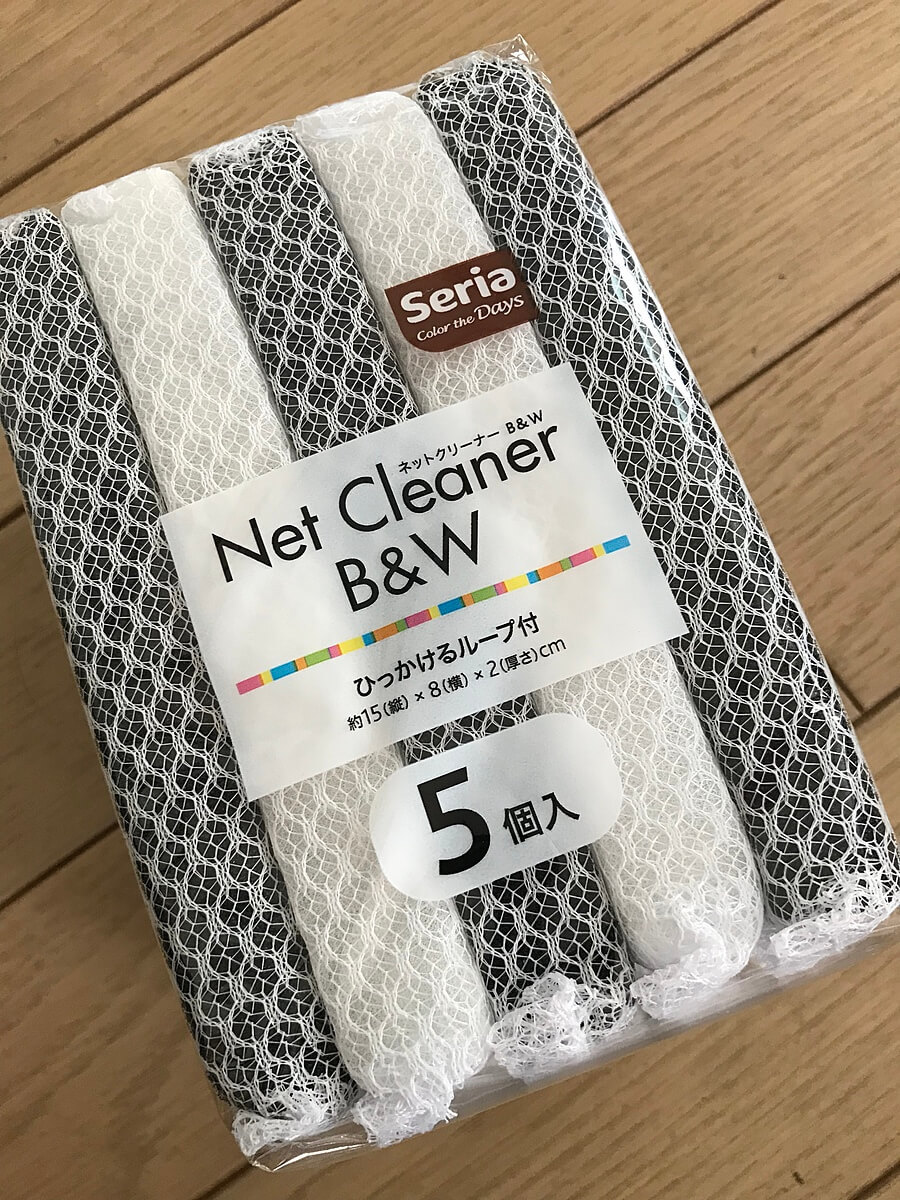 Seria
Color the Days
ネットクリーナー B&W
Net Cleaner
B&W
ひっかけるループ付
約15(縦)×8(横)×2(厚さ)cm
5個入